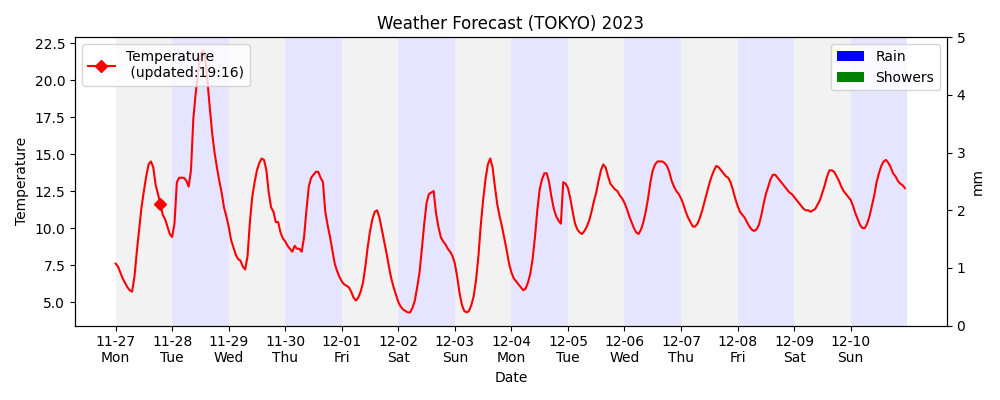 Weather Forecast (TOKYO) 2023
Temperature
(updated:19:16)
Rain
Showers
22.5
20.0
17.5
15.0
12.5
10.0
7.5
5.0
Temperature
5
4
3
2
1
0
mm
11-27 11-28 11-29 11-30 12-01 12-02 12-03 12-04 12-05 12-06 12-07 12-08 12-09 12-10
Mon Tue Wed Thu Fri Sat Sun Mon Tue Wed Thu Fri Sat Sun
Date